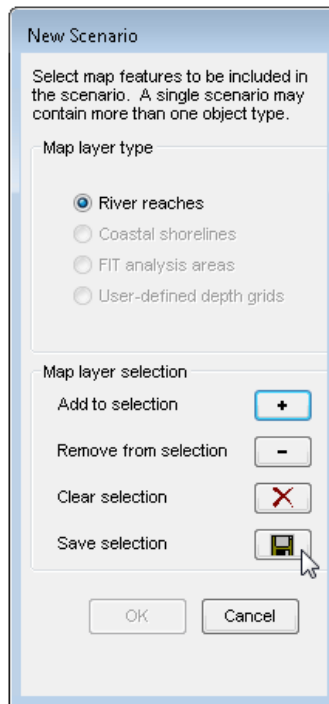 New Scenario
Select map features to be included in
the scenario. A single scenario may
contain more than one object type.
Map layer type
River reaches
Coastal shorelines
FIT analysis areas
User-defined depth grids
Map layer selection
Add to selection +
Remove from selection -
Clear selection
Save selection
OK Cancel